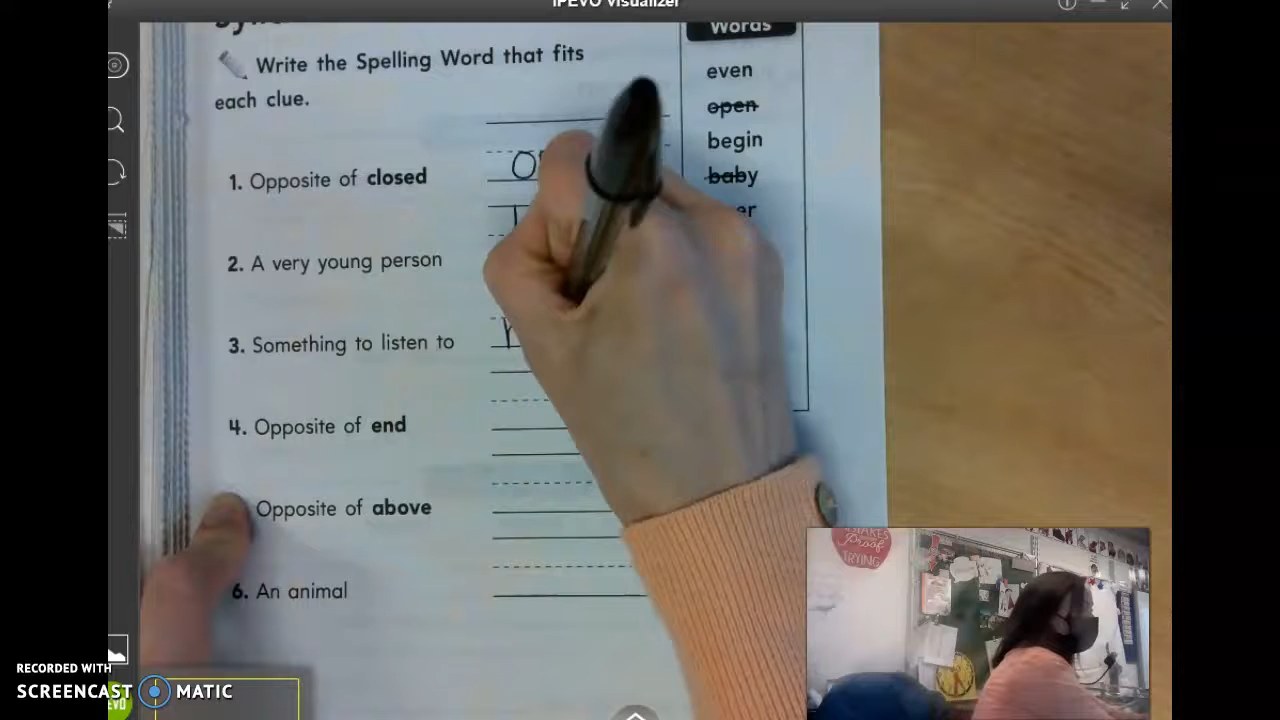 IPEVO Visualizer
Words
Write the Spelling Word that fits
each clue.
even
open
begin
baby
1. Opposite of closed
2. A very young person
3. Something to listen to
4. Opposite of end
Opposite of above
6. An animal
PROOF
TRYING
RECORDED WITH
SCREENCAST MATIC